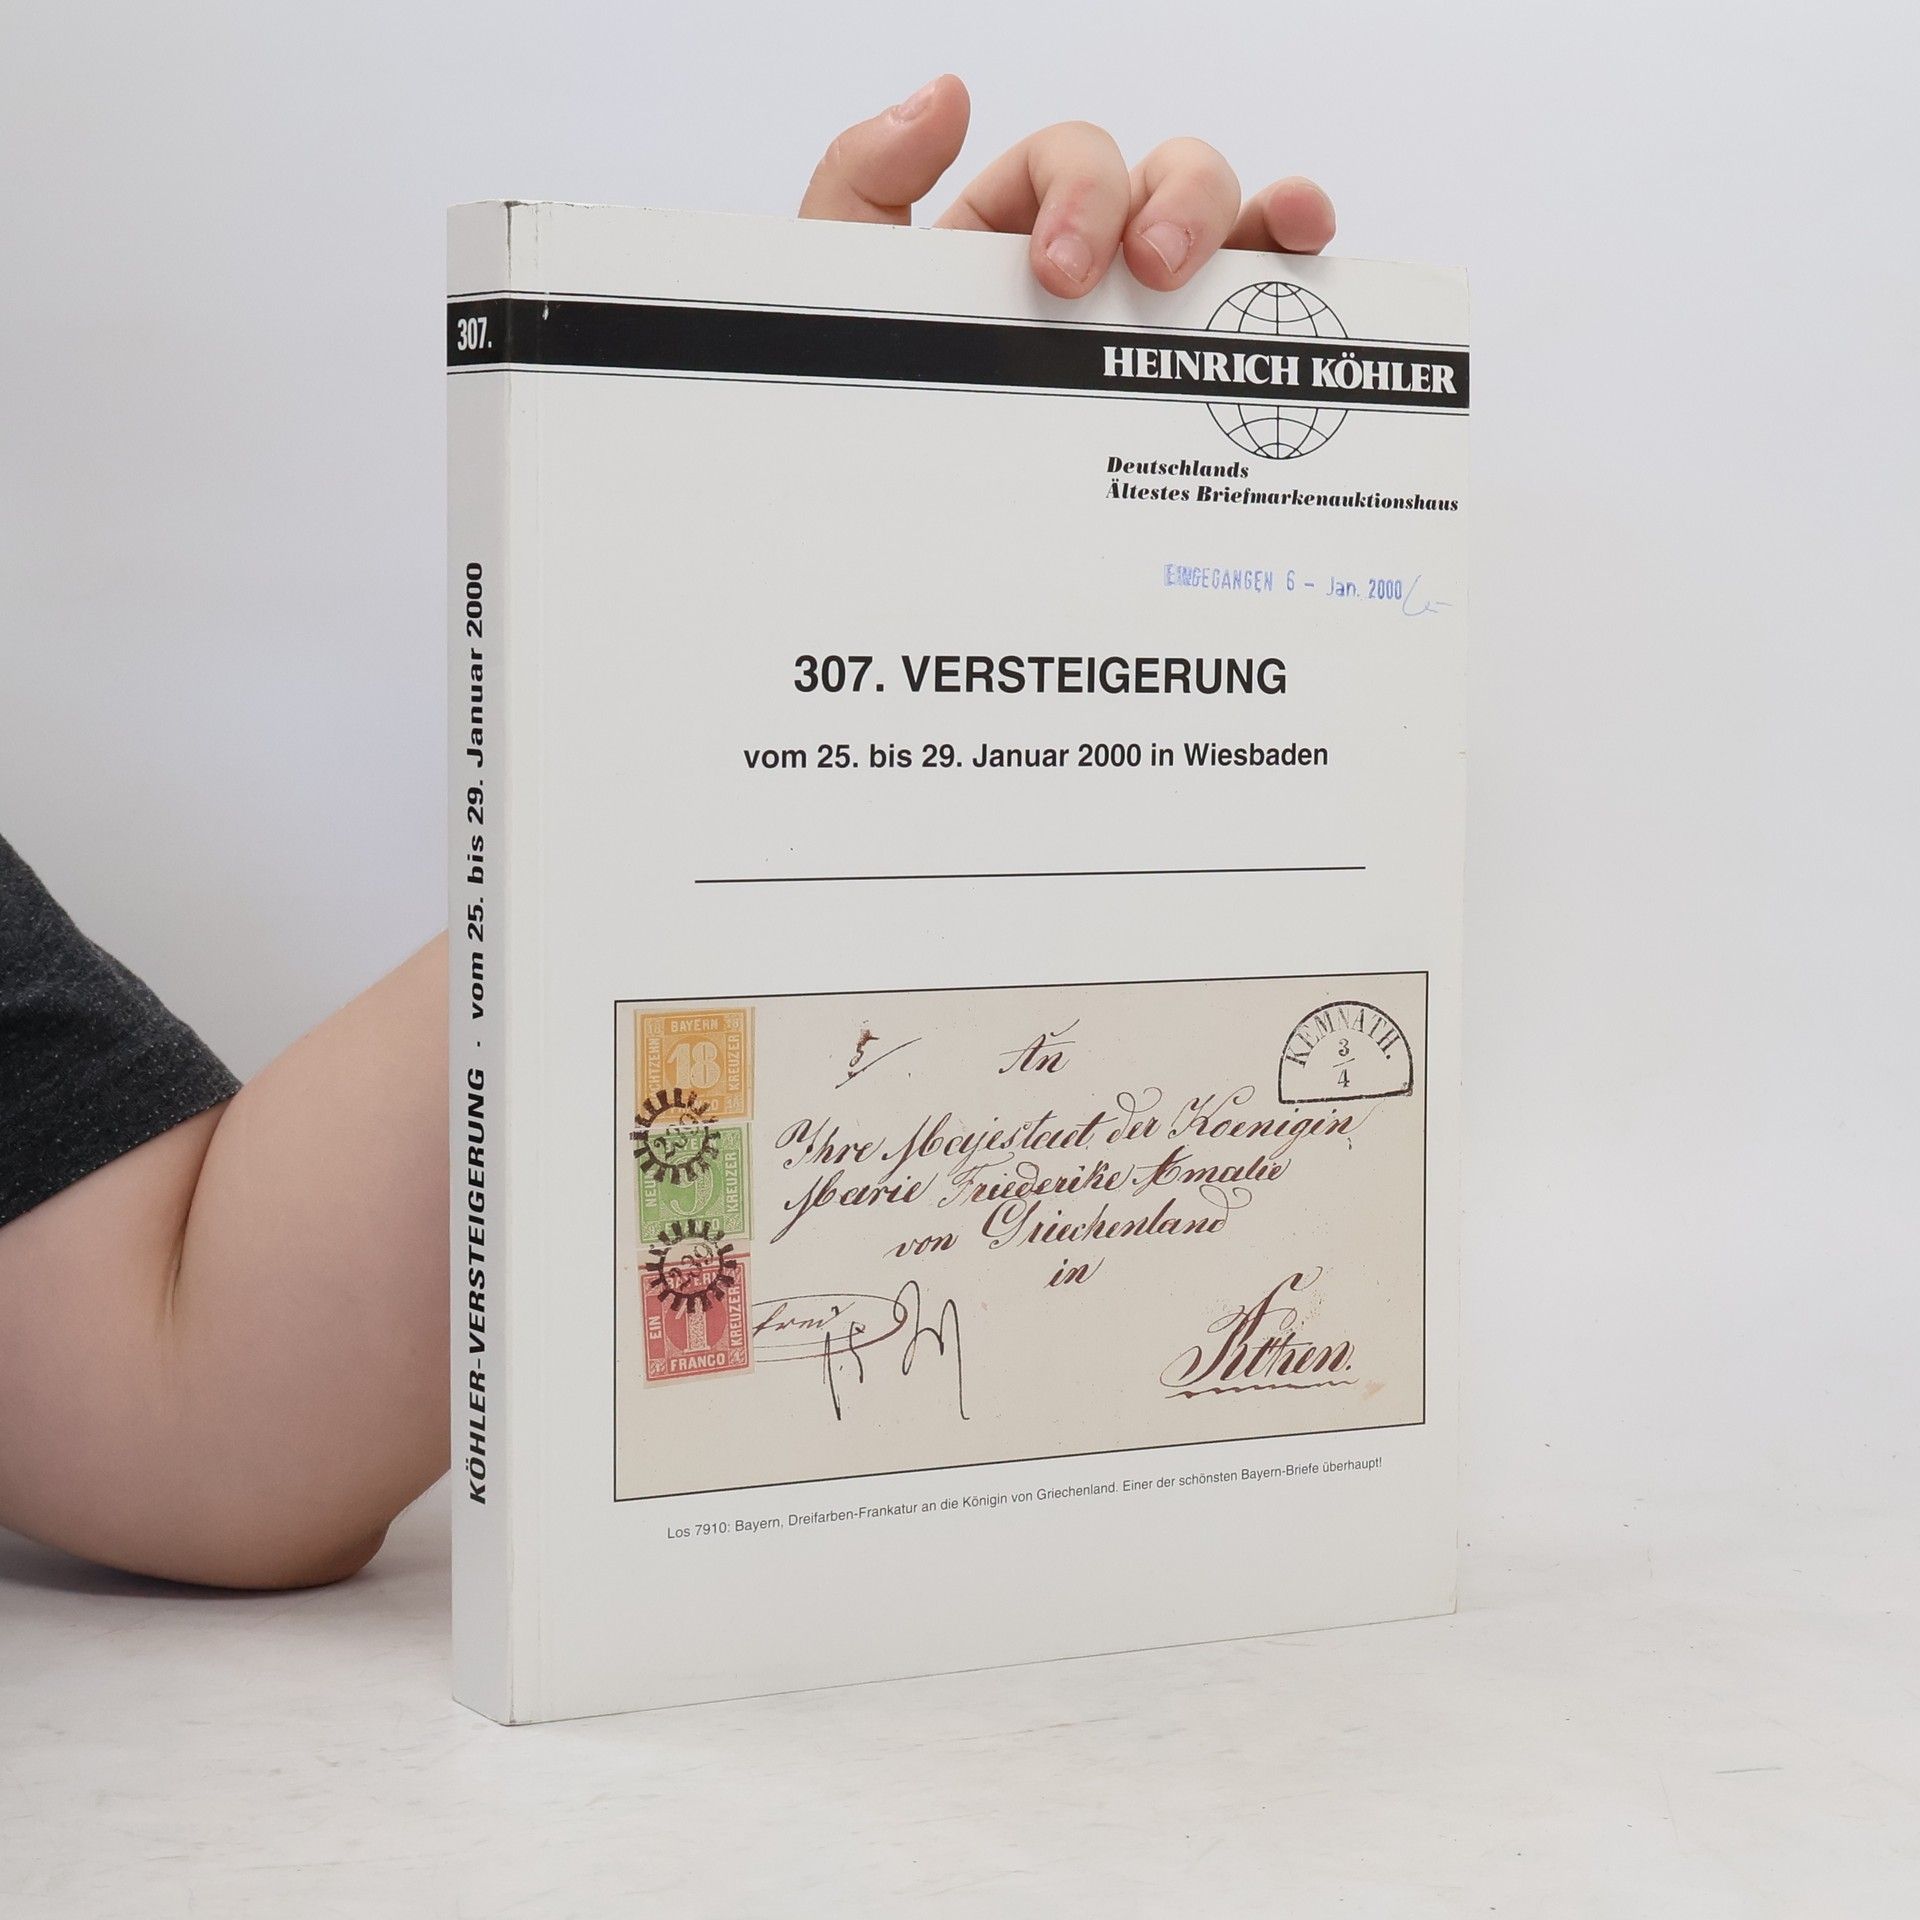 307.
KÖHLER-VERSTEIGERUNG - vom 25. bis 29. Januar 2000
HEINRICH KÖHLER
Deutschlands
Ältestes Briefmarkenauktionshaus
EINGEGANGEN 6 - Jan. 2000
307. VERSTEIGERUNG
vom 25. bis 29. Januar 2000 in Wiesbaden
BAYERN
18
KREUZER
KEMNATH.
3
4
An
Ihre Majestaet der Koenigin
Marie Friederike Amalie
von Griechenland
in
Athen.
KREUZER
239
EIN
1
KREUZER
FRANCO
Los 7910: Bayern, Dreifarben-Frankatur an die Königin von Griechenland. Einer der schönsten Bayern-Briefe überhaupt!